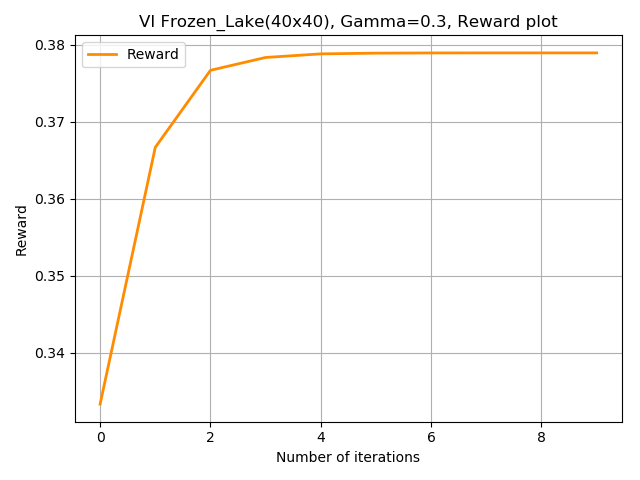 VI Frozen_Lake(40x40), Gamma=0.3, Reward plot
Reward
0.38
0.37
0.36
0.35
0.34
Reward
0 2 4 6 8
Number of iterations